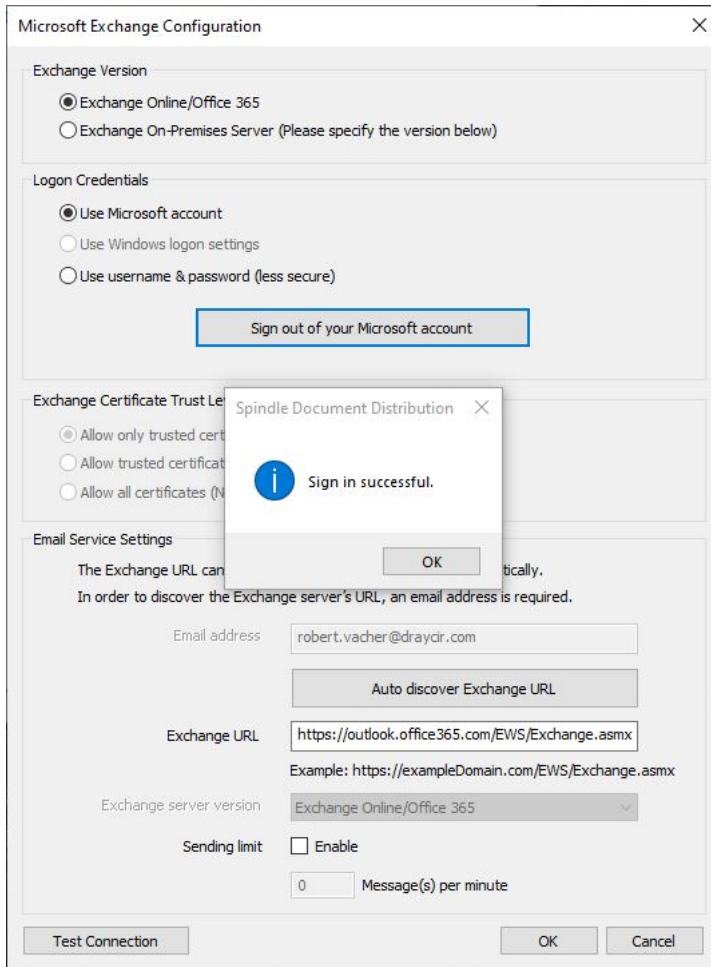 Microsoft Exchange Configuration
Exchange Version
Exchange Online/Office 365
Exchange On-Premises Server (Please specify the version below)
Logon Credentials
Use Microsoft account
Use Windows logon settings
Use username & password (less secure)
Sign out of your Microsoft account
Exchange Certificate Trust Le
Allow only trusted cert
Allow trusted certificat
Allow all certificates (N
Spindle Document Distribution
Sign in successful.
OK
Email Service Settings
The Exchange URL can tically.
In order to discover the Exchange server's URL, an email address is required.
Email address robert.vacher@draycir.com
Auto discover Exchange URL
Exchange URL https://outlook.office365.com/EWS/Exchange.asmx
Example: https://exampleDomain.com/EWS/Exchange.asmx
Exchange server version Exchange Online/Office 365
Sending limit Enable
0 Message(s) per minute
Test Connection OK Cancel